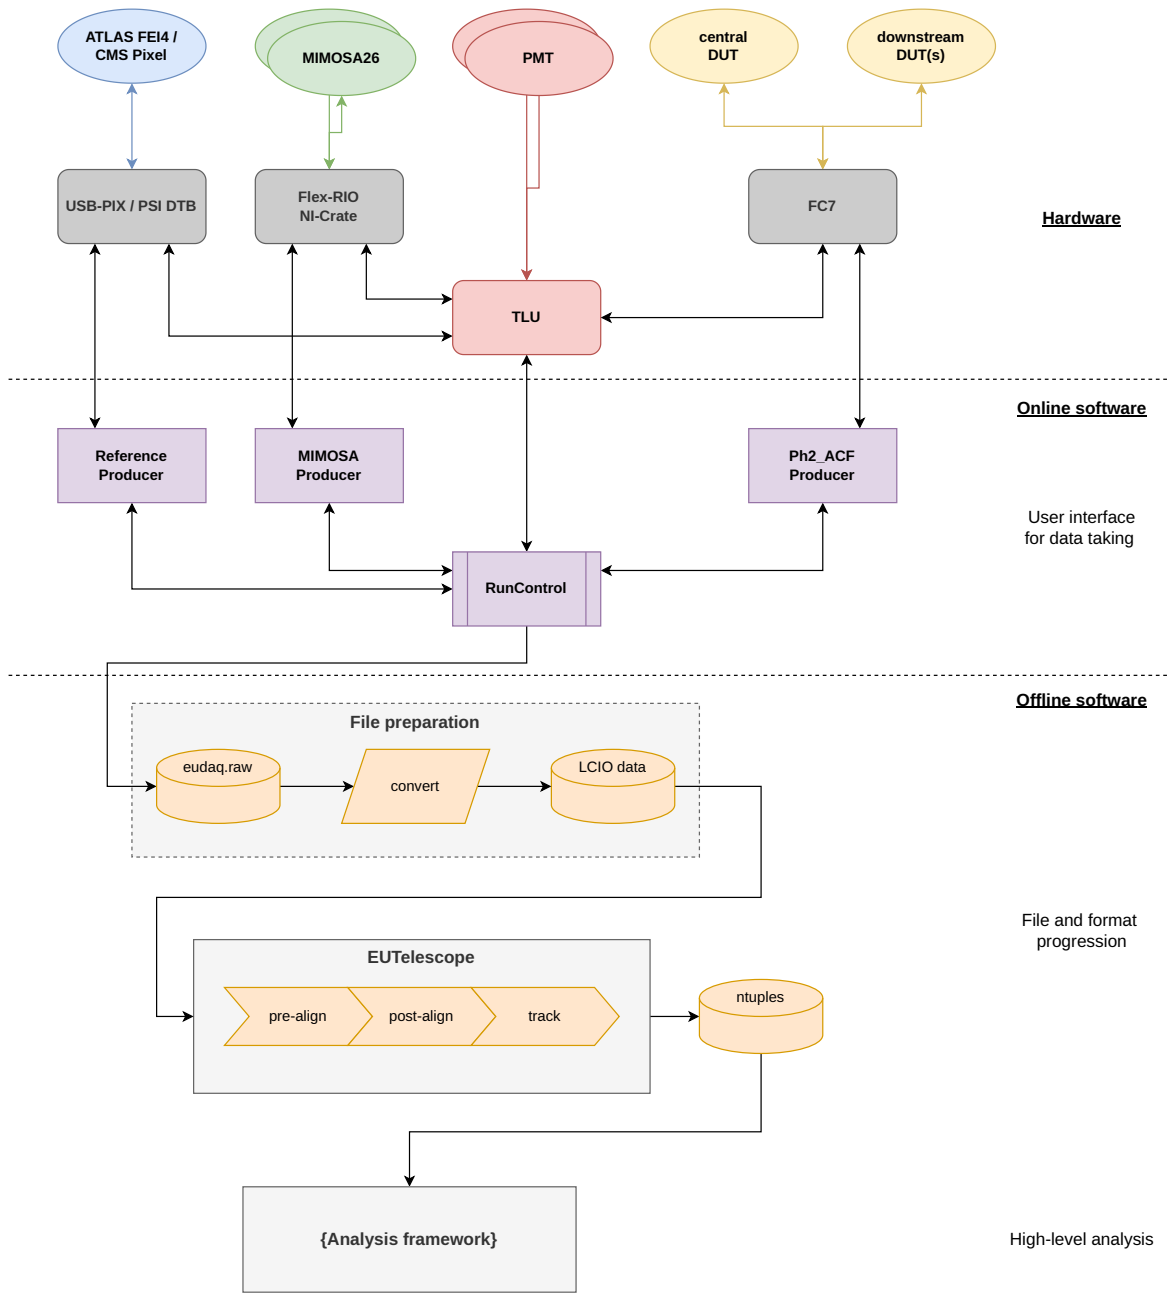 ATLAS FEI4 /
CMS Pixel
MIMOSA26
PMT
central
DUT
downstream
DUT(s)
USB-PIX / PSI DTB
Flex-RIO
NI-Crate
FC7
Hardware
TLU
Online software
Reference
Producer
MIMOSA
Producer
Ph2_ACF
Producer
User interface
for data taking
RunControl
Offline software
File preparation
eudaq.raw
convert
LCIO data
File and format
progression
EUTelescope
pre-align
post-align
track
ntuples
{Analysis framework}
High-level analysis